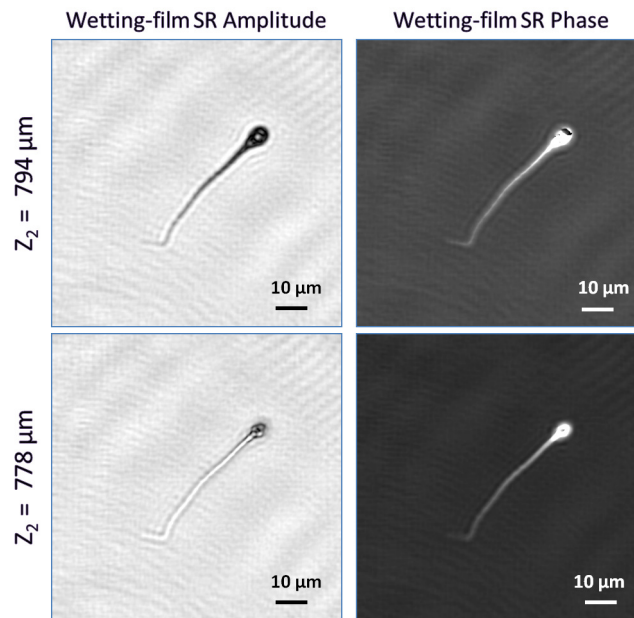 Wetting-film SR Amplitude
Wetting-film SR Phase
Z₂ = 794 µm
10 µm
10 µm
Z₂ = 778 µm
10 µm
10 µm